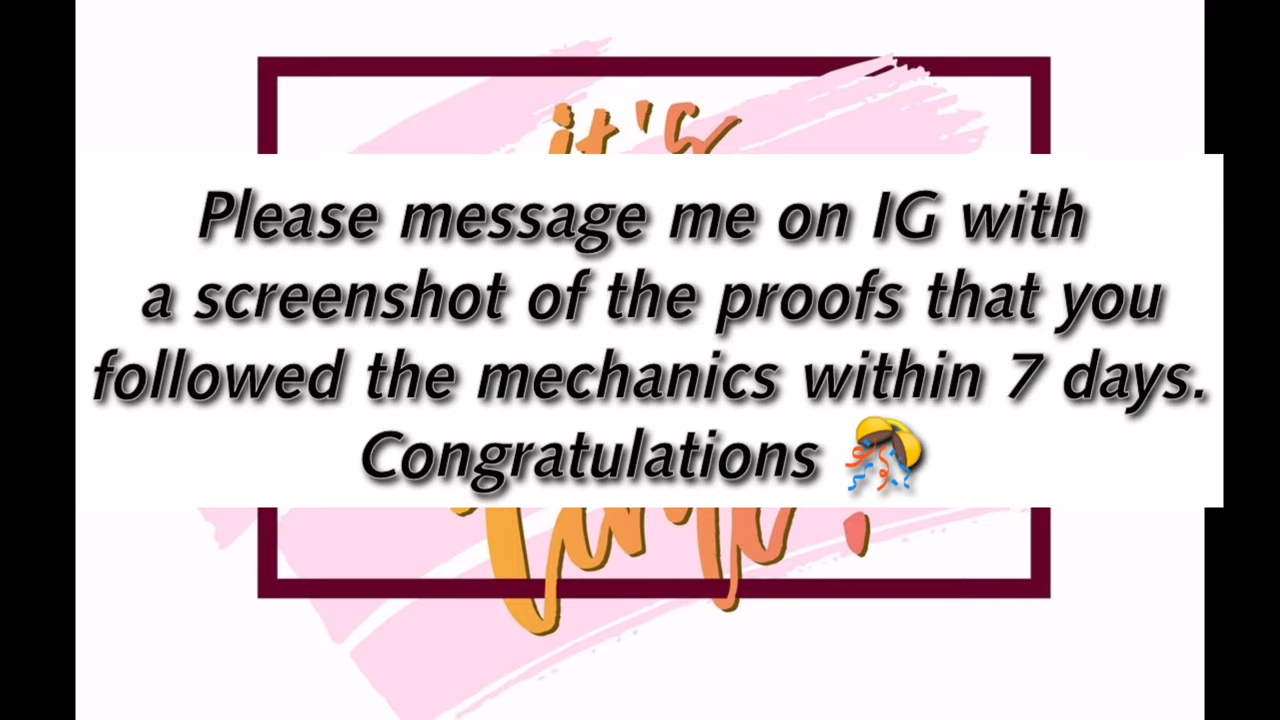 it's
Please message me on IG with
a screenshot of the proofs that you
followed the mechanics within 7 days.
Congratulations 🎊